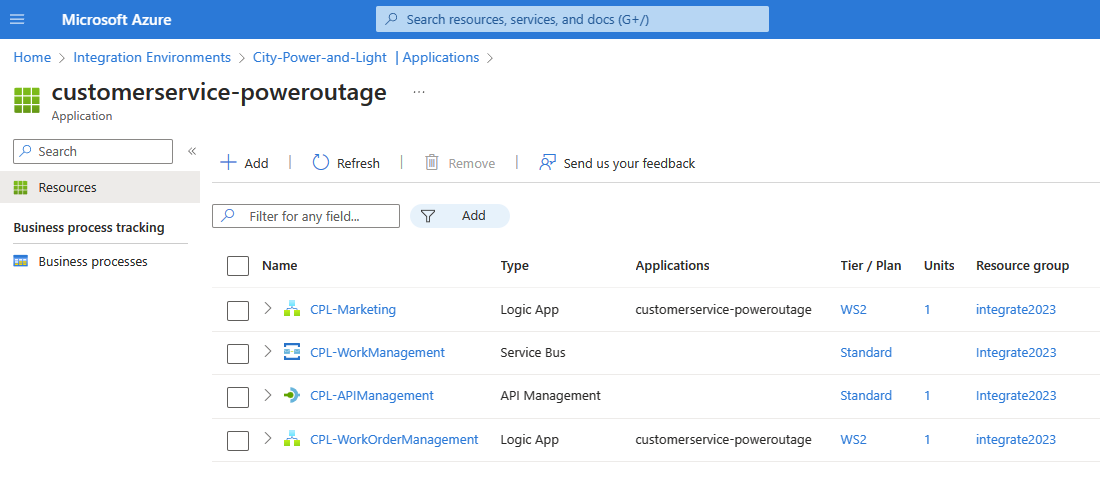 Microsoft Azure
Search resources, services, and docs (G+/)
Home > Integration Environments > City-Power-and-Light | Applications >
customerservice-poweroutage ...
Application
Search «
Resources
Business process tracking
Business processes
+ Add | Refresh | Remove | Send us your feedback
Filter for any field... Add
Name Type Applications Tier / Plan Units Resource group
CPL-Marketing Logic App customerservice-poweroutage WS2 1 integrate2023
CPL-WorkManagement Service Bus Standard Integrate2023
CPL-APIManagement API Management Standard 1 Integrate2023
CPL-WorkOrderManagement Logic App customerservice-poweroutage WS2 1 integrate2023